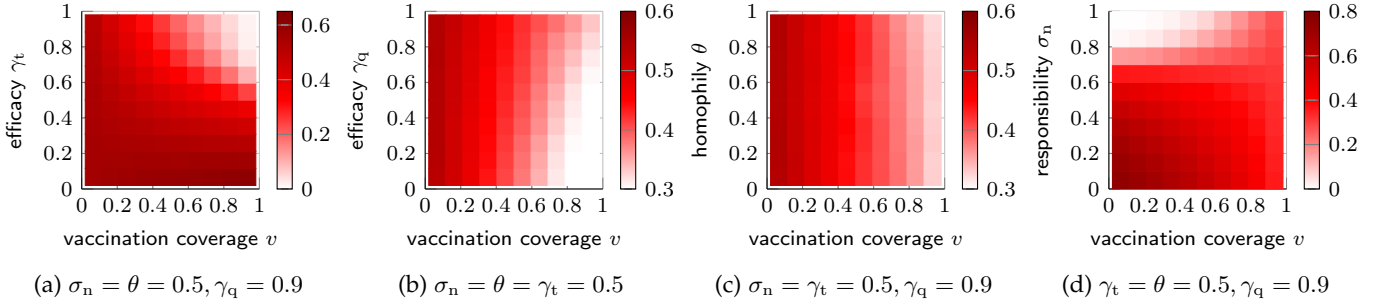 efficacy γt
1
0.8
0.6
0.4
0.2
0
0 0.2 0.4 0.6 0.8 1
vaccination coverage v
0.6
0.4
0.2
0
(a) σn = θ = 0.5, γq = 0.9
efficacy γq
1
0.8
0.6
0.4
0.2
0
0 0.2 0.4 0.6 0.8 1
vaccination coverage v
0.6
0.5
0.4
0.3
(b) σn = θ = γt = 0.5
homophily θ
1
0.8
0.6
0.4
0.2
0
0 0.2 0.4 0.6 0.8 1
vaccination coverage v
0.6
0.5
0.4
0.3
(c) σn = γt = 0.5, γq = 0.9
responsibility σn
1
0.8
0.6
0.4
0.2
0
0 0.2 0.4 0.6 0.8 1
vaccination coverage v
0.8
0.6
0.4
0.2
0
(d) γt = θ = 0.5, γq = 0.9